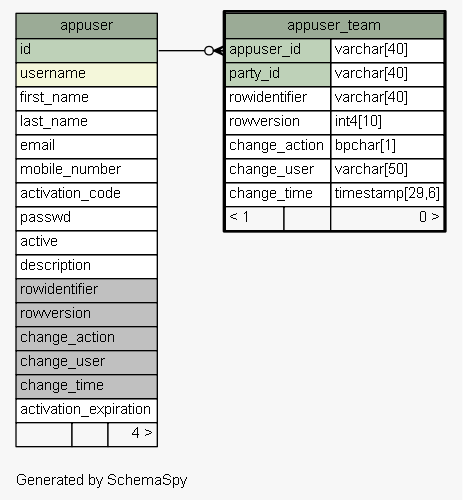 appuser
id
username
first_name
last_name
email
mobile_number
activation_code
passwd
active
description
rowidentifier
rowversion
change_action
change_user
change_time
activation_expiration
4 >
appuser_team
appuser_id varchar[40]
party_id varchar[40]
rowidentifier varchar[40]
rowversion int4[10]
change_action bpchar[1]
change_user varchar[50]
change_time timestamp[29,6]
< 1 0 >
Generated by SchemaSpy